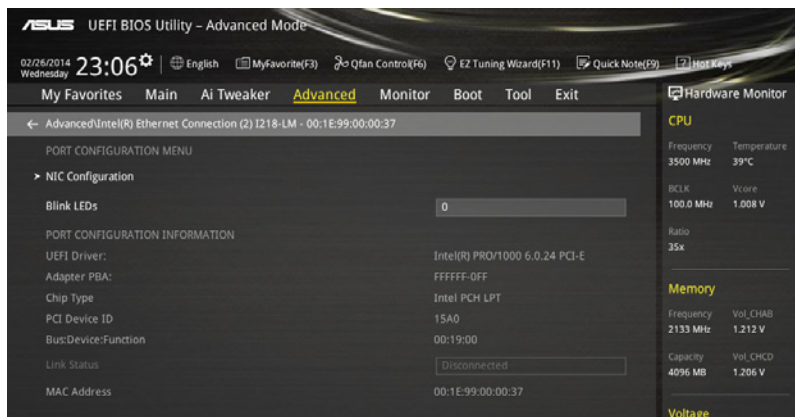 ASUS UEFI BIOS Utility – Advanced Mode
02/26/2014 Wednesday 23:06 English MyFavorite(F3) Qfan Control(F6) EZ Tuning Wizard(F11) Quick Note(F9) Hot Keys
My Favorites Main Ai Tweaker Advanced Monitor Boot Tool Exit
Hardware Monitor
← Advanced\Intel(R) Ethernet Connection (2) I218-LM - 00:1E:99:00:00:37
PORT CONFIGURATION MENU
> NIC Configuration
Blink LEDs 0
PORT CONFIGURATION INFORMATION
UEFI Driver: Intel(R) PRO/1000 6.0.24 PCI-E
Adapter PBA: FFFFFF-0FF
Chip Type Intel PCH LPT
PCI Device ID 15A0
Bus:Device:Function 00:19:00
Link Status Disconnected
MAC Address 00:1E:99:00:00:37
CPU
Frequency Temperature
3500 MHz 39°C
BCLK Vcore
100.0 MHz 1.008 V
Ratio
35x
Memory
Frequency Vol_CHAB
2133 MHz 1.212 V
Capacity Vol_CHCD
4096 MB 1.206 V
Voltage